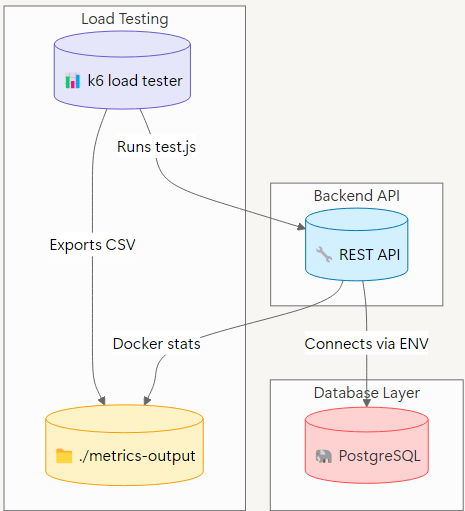 Load Testing
k6 load tester
Runs test.js
Backend API
REST API
Exports CSV
Docker stats
Connects via ENV
Database Layer
./metrics-output
PostgreSQL